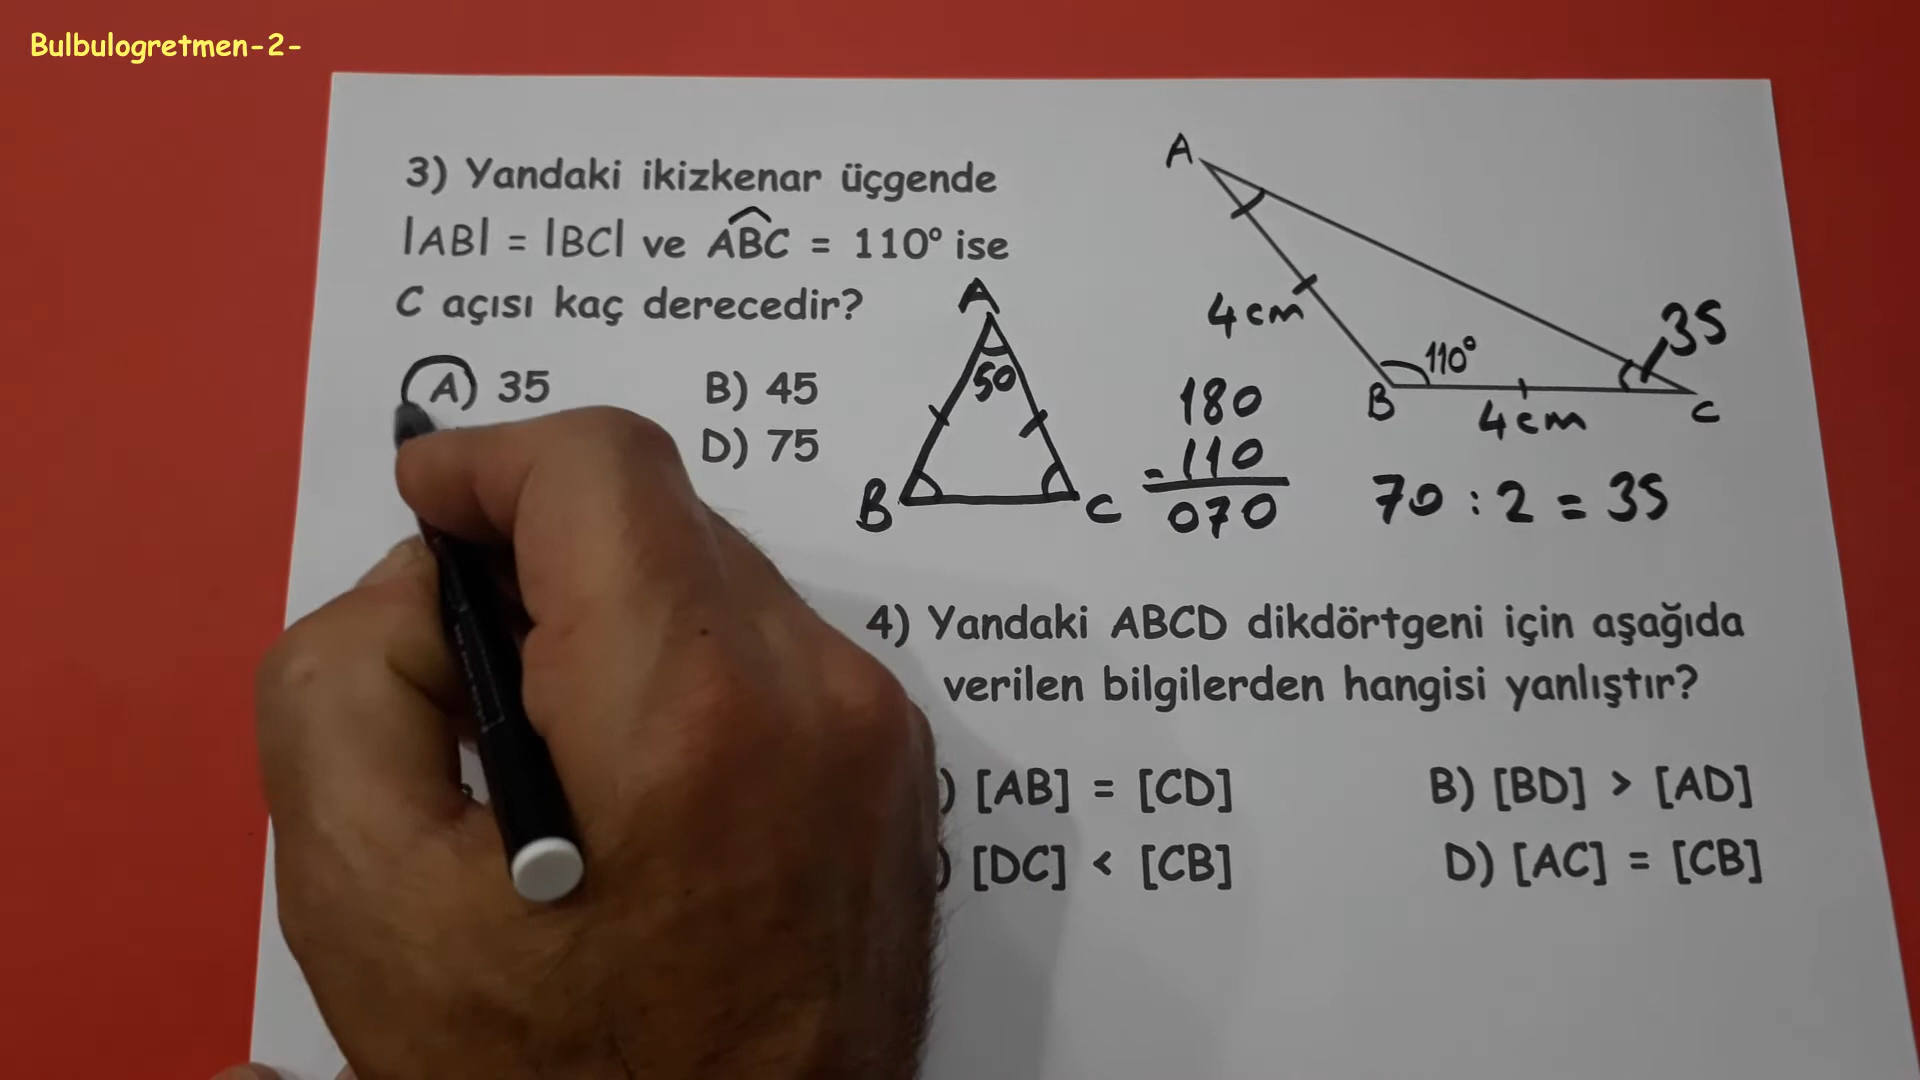 Bulbulogretmen-2-
3) Yandaki ikizkenar üçgende
|AB| = |BC| ve ABC = 110° ise
C açısı kaç derecedir?
A) 35 B) 45
D) 75
A
50
B C
180
- 110
070
A
4cm
110°
35
B
4cm
C
70 : 2 = 35
4) Yandaki ABCD dikdörtgeni için aşağıda
verilen bilgilerden hangisi yanlıştır?
) [AB] = [CD] B) [BD] > [AD]
) [DC] < [CB] D) [AC] = [CB]